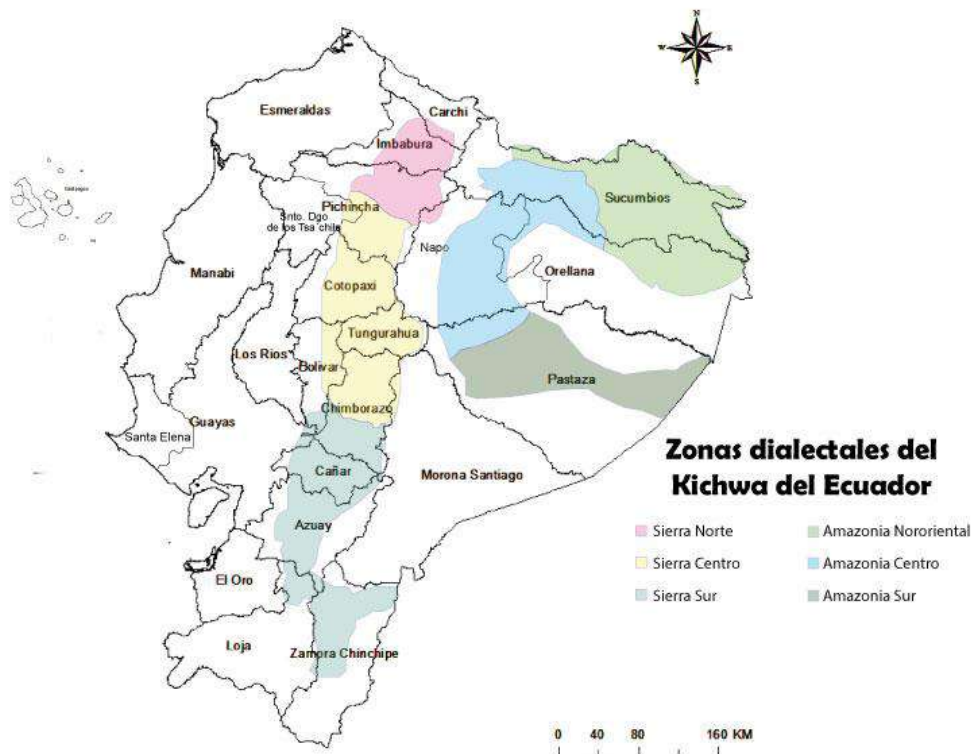 N
W
E
S
Esmeraldas
Carchi
Imbabura
Sucumbios
Pichincha
Snto. Dgo
de los Tsa´chila
Napo
Manabi
Orellana
Cotopaxi
Tungurahua
Los Rios
Bolivar
Pastaza
Chimborazo
Guayas
Santa Elena
Cañar
Morona Santiago
Azuay
El Oro
Loja
Zamora Chinchipe
Zonas dialectales del
Kichwa del Ecuador
Sierra Norte
Sierra Centro
Sierra Sur
Amazonia Nororiental
Amazonia Centro
Amazonia Sur
0 40 80 160 KM